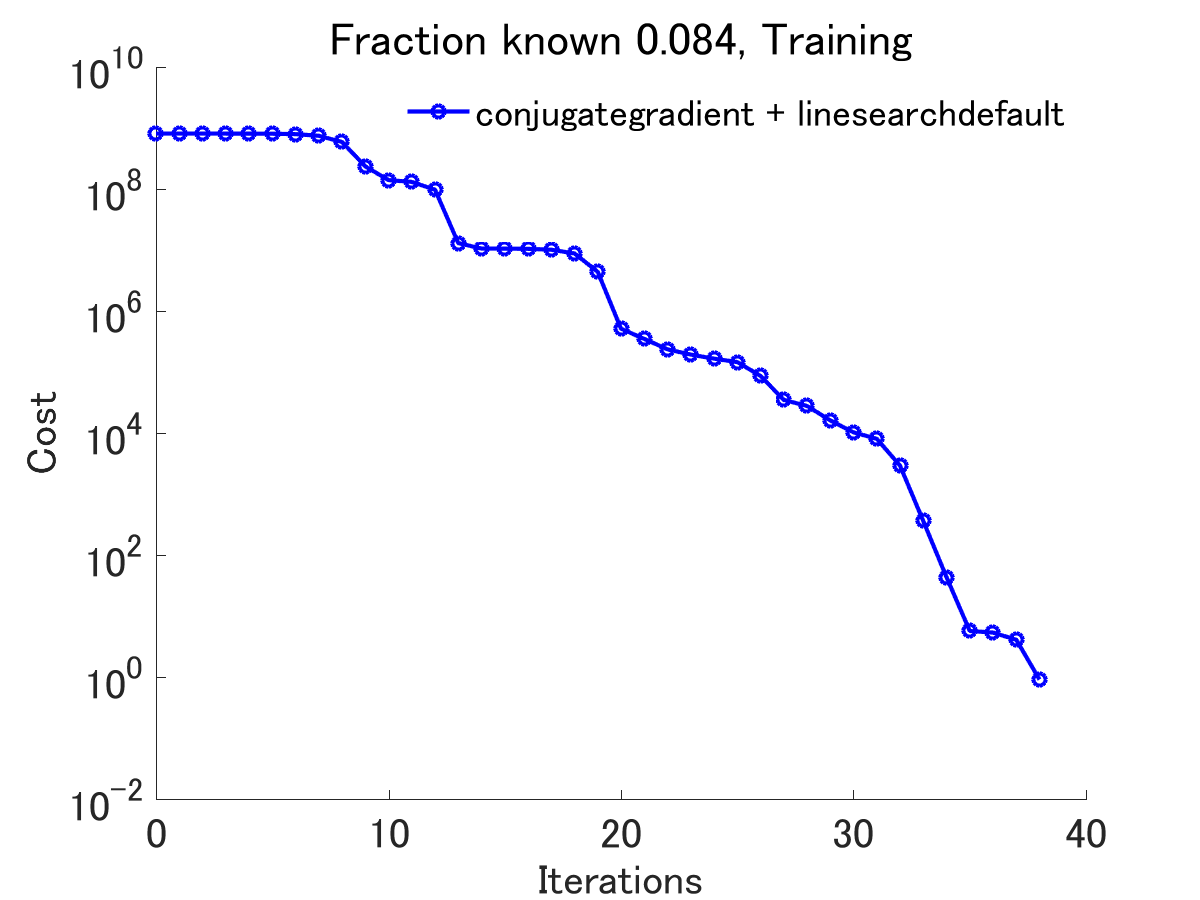 Fraction known 0.084, Training
10^10
conjugategradient + linesearchdefault
10^8
10^6
10^4
10^2
10^0
10^-2
Cost
0 10 20 30 40
Iterations